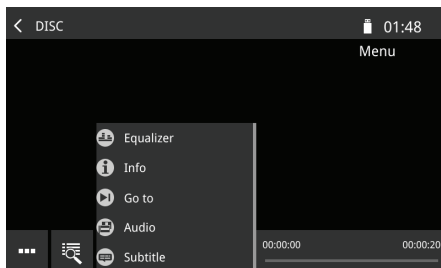 DISC
01:48
Menu
Equalizer
Info
Go to
Audio
Subtitle
00:00:00
00:00:20